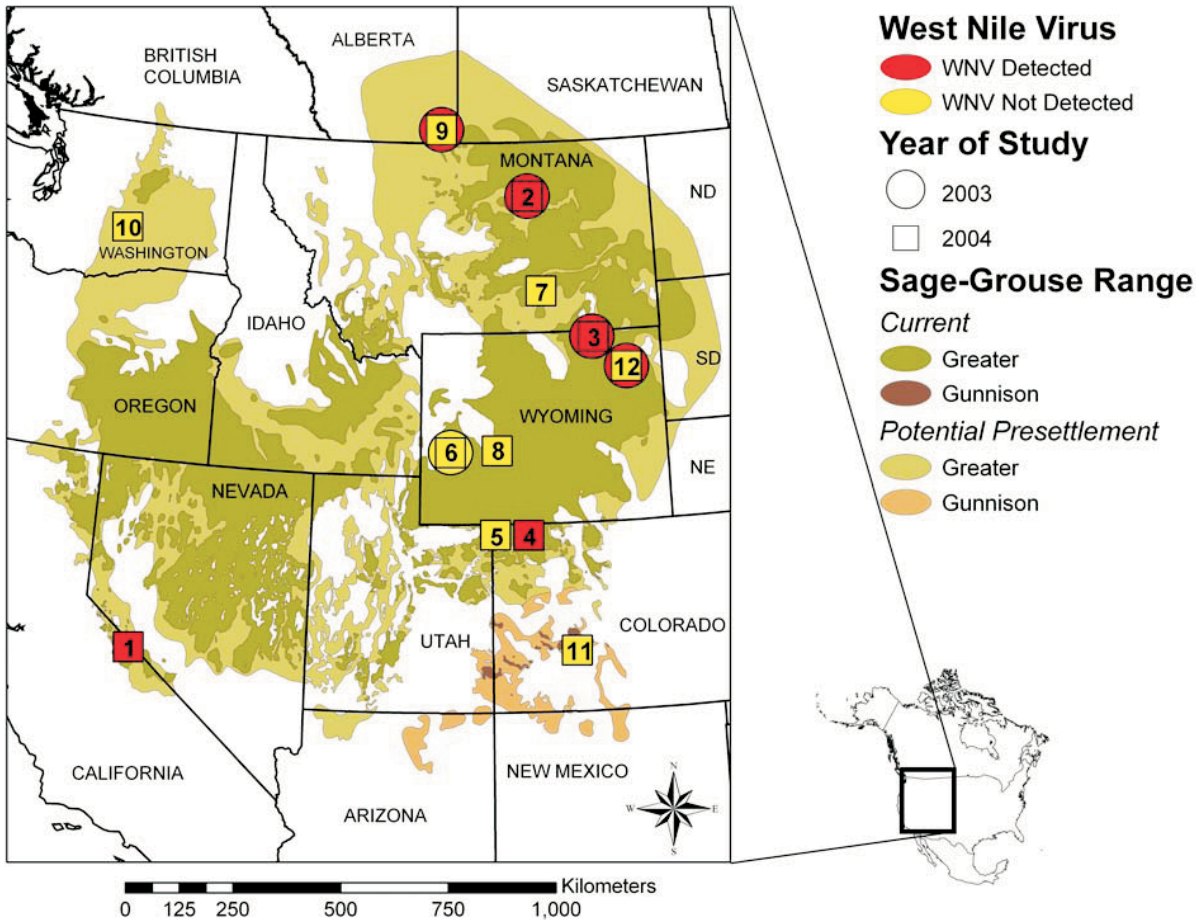 ALBERTA
BRITISH
COLUMBIA
SASKATCHEWAN
9
MONTANA
2
ND
10
WASHINGTON
7
IDAHO
3
SD
12
OREGON
WYOMING
6
8
NE
NEVADA
5
4
UTAH
COLORADO
1
11
CALIFORNIA
NEW MEXICO
ARIZONA
N
W
E
S
Kilometers
0 125 250 500 750 1,000
West Nile Virus
WNV Detected
WNV Not Detected
Year of Study
2003
2004
Sage-Grouse Range
Current
Greater
Gunnison
Potential Presettlement
Greater
Gunnison